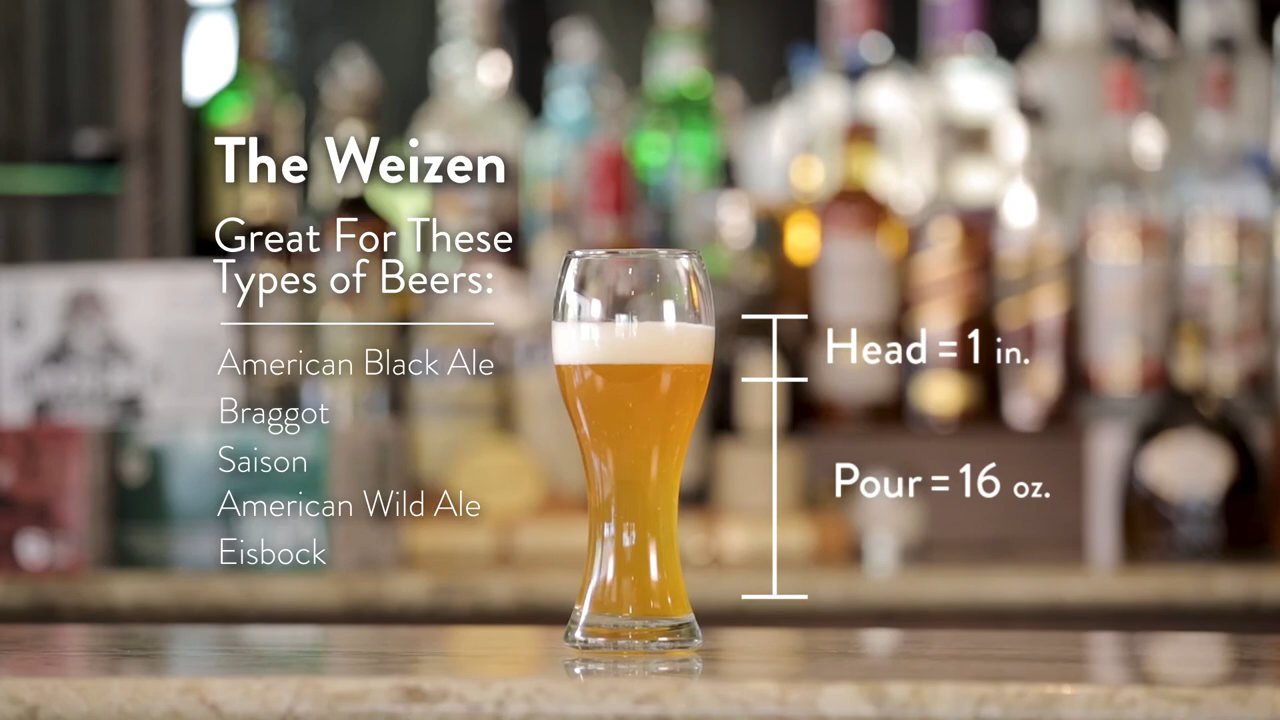 The Weizen
Great For These
Types of Beers:
American Black Ale
Braggot
Saison
American Wild Ale
Eisbock
Head = 1 in.
Pour = 16 oz.